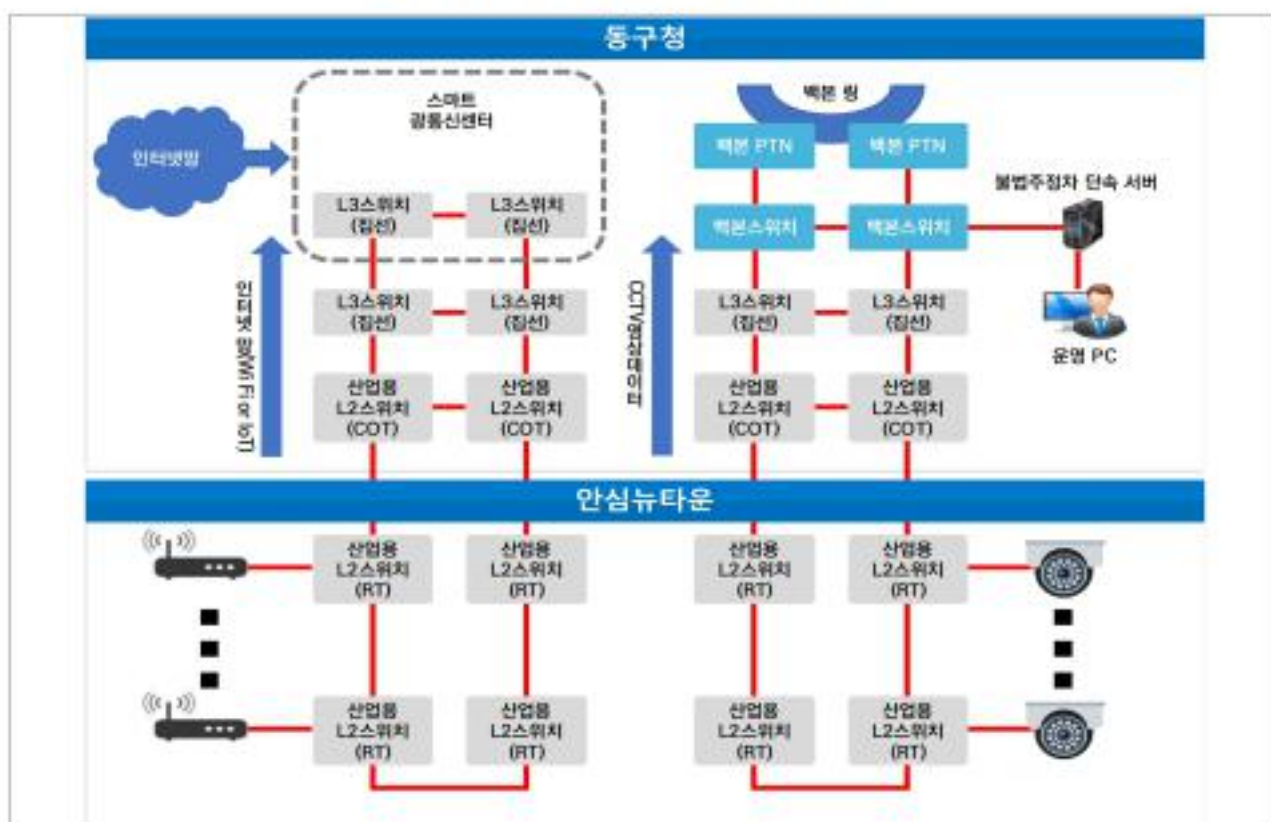 동구청
스마트
광통신센터
인터넷망
백본 링
백본 PTN
백본 PTN
불법주정차 단속 서버
L3스위치
(집선)
L3스위치
(집선)
백본스위치
백본스위치
인터넷 망(Wi Fi or IoT)
CCTV영상데이터
L3스위치
(집선)
L3스위치
(집선)
L3스위치
(집선)
L3스위치
(집선)
운영 PC
산업용
L2스위치
(COT)
산업용
L2스위치
(COT)
산업용
L2스위치
(COT)
산업용
L2스위치
(COT)
안심뉴타운
산업용
L2스위치
(RT)
산업용
L2스위치
(RT)
산업용
L2스위치
(RT)
산업용
L2스위치
(RT)
산업용
L2스위치
(RT)
산업용
L2스위치
(RT)
산업용
L2스위치
(RT)
산업용
L2스위치
(RT)